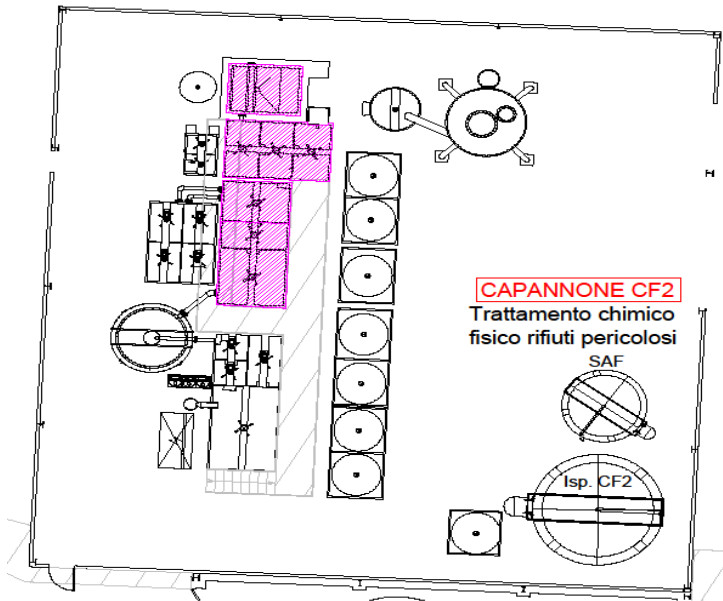 CAPANNONE CF2
Trattamento chimico
fisico rifiuti pericolosi
SAF
Isp. CF2